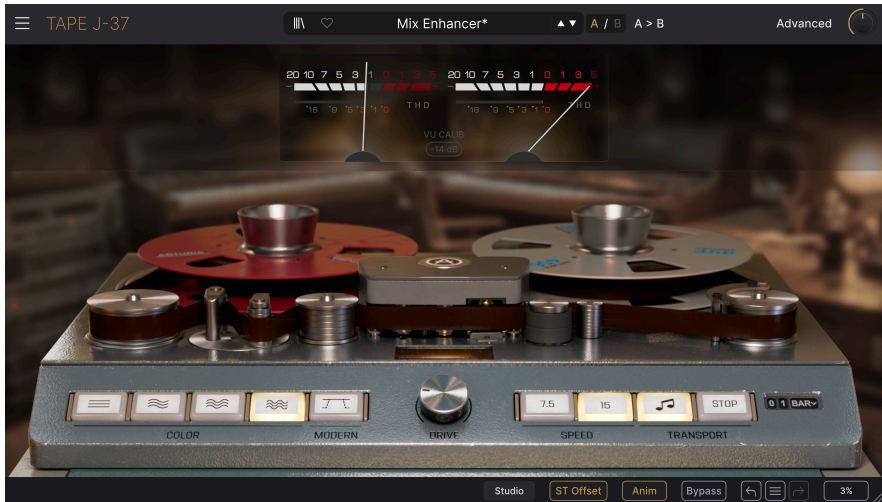 TAPE J-37
Mix Enhancer*
A / B
A > B
Advanced
20 10 7 5 3 1 0 1 3 5
20 10 7 5 3 1 0 1 3 5
THD
THD
VU CALIB
-14 dB
ARTURIA
456
7.5
15
STOP
0 1 BAR
COLOR
MODERN
DRIVE
SPEED
TRANSPORT
Studio
ST Offset
Anim
Bypass
3%